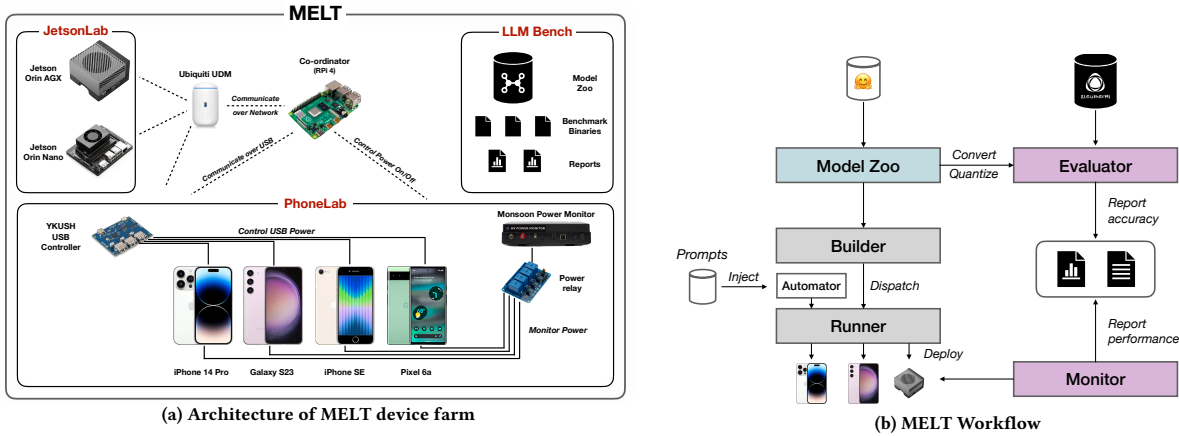 MELT
JetsonLab
Jetson
Orin AGX
Jetson
Orin Nano
Ubiquiti UDM
Communicate
over Network
Co-ordinator
(RPi 4)
Communicate over USB
Control Power On/Off
LLM Bench
Model
Zoo
Benchmark
Binaries
Reports
PhoneLab
YKUSH
USB
Controller
Control USB Power
Monsoon Power Monitor
HV POWER MONITOR
Power
relay
Monitor Power
iPhone 14 Pro
Galaxy S23
iPhone SE
Pixel 6a
(a) Architecture of MELT device farm
EleutherAI
Model Zoo
Convert
Quantize
Evaluator
Report
accuracy
Builder
Prompts
Inject
Automator
Dispatch
Runner
Deploy
Report
performance
Monitor
(b) MELT Workflow